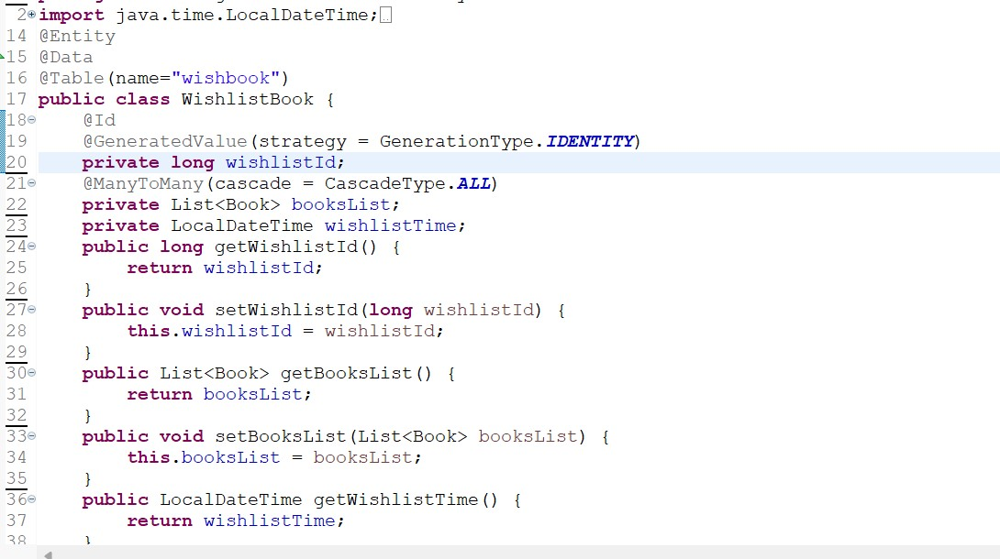 2 import java.time.LocalDateTime;
14 @Entity
15 @Data
16 @Table(name="wishbook")
17 public class WishlistBook {
18     @Id
19     @GeneratedValue(strategy = GenerationType.IDENTITY)
20     private long wishlistId;
21     @ManyToMany(cascade = CascadeType.ALL)
22     private List<Book> booksList;
23     private LocalDateTime wishlistTime;
24     public long getWishlistId() {
25         return wishlistId;
26     }
27     public void setWishlistId(long wishlistId) {
28         this.wishlistId = wishlistId;
29     }
30     public List<Book> getBooksList() {
31         return booksList;
32     }
33     public void setBooksList(List<Book> booksList) {
34         this.booksList = booksList;
35     }
36     public LocalDateTime getWishlistTime() {
37         return wishlistTime;
38     }